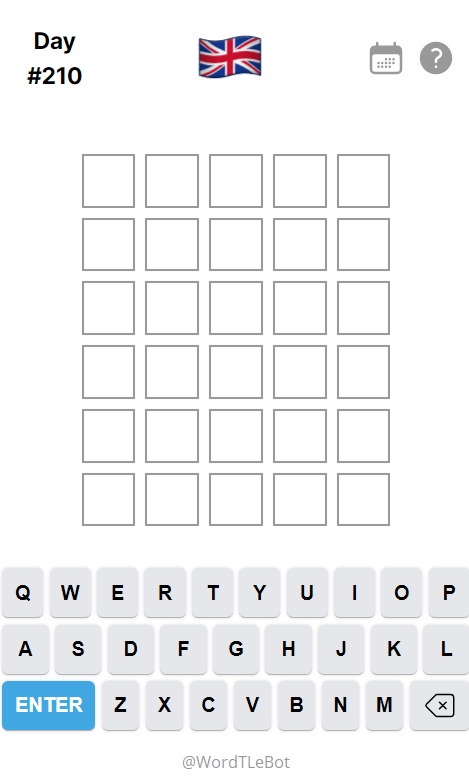 Day
#210
?
Q W E R T Y U I O P
A S D F G H J K L
ENTER Z X C V B N M
@WordTLeBot